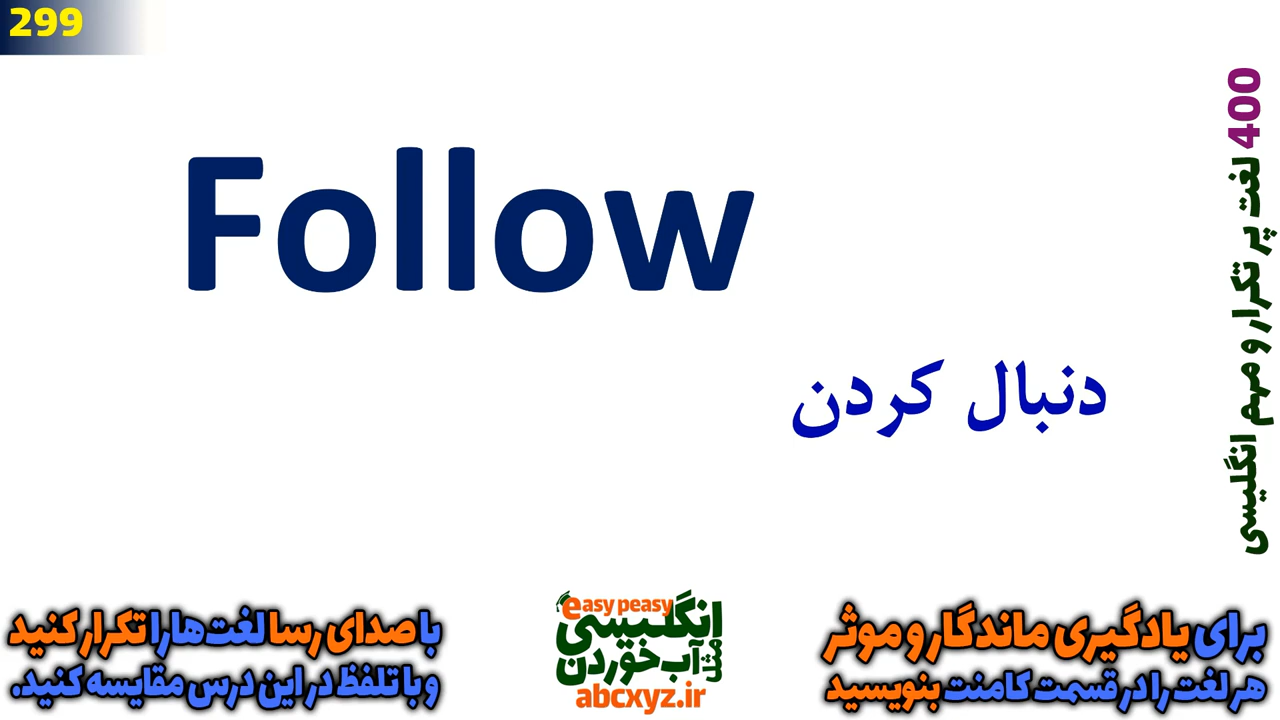 299
Follow
دنبال کردن
400 لغت پر تکرار و مهم انگلیسی
برای یادگیری ماندگار و موثر
هر لغت را در قسمت کامنت بنویسید
easy peasy
انگلیسی
مثل آب خوردن
abcxyz.ir
با صدای رسا لغت‌ها را تکرار کنید
و با تلفظ در این درس مقایسه کنید.